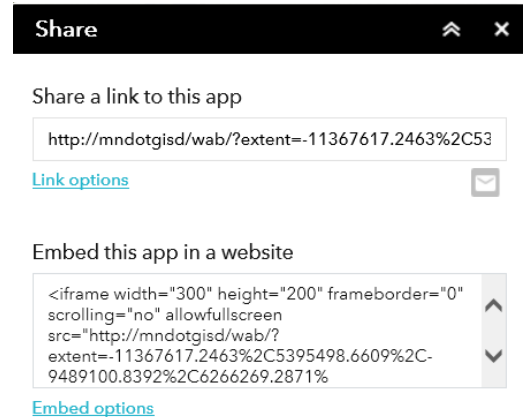 Share
Share a link to this app
http://mndotgisd/wab/?extent=-11367617.2463%2C53
Link options
Embed this app in a website
<iframe width="300" height="200" frameborder="0"
scrolling="no" allowfullscreen
src="http://mndotgisd/wab/?
extent=-11367617.2463%2C5395498.6609%2C-
9489100.8392%2C6266269.2871%
Embed options